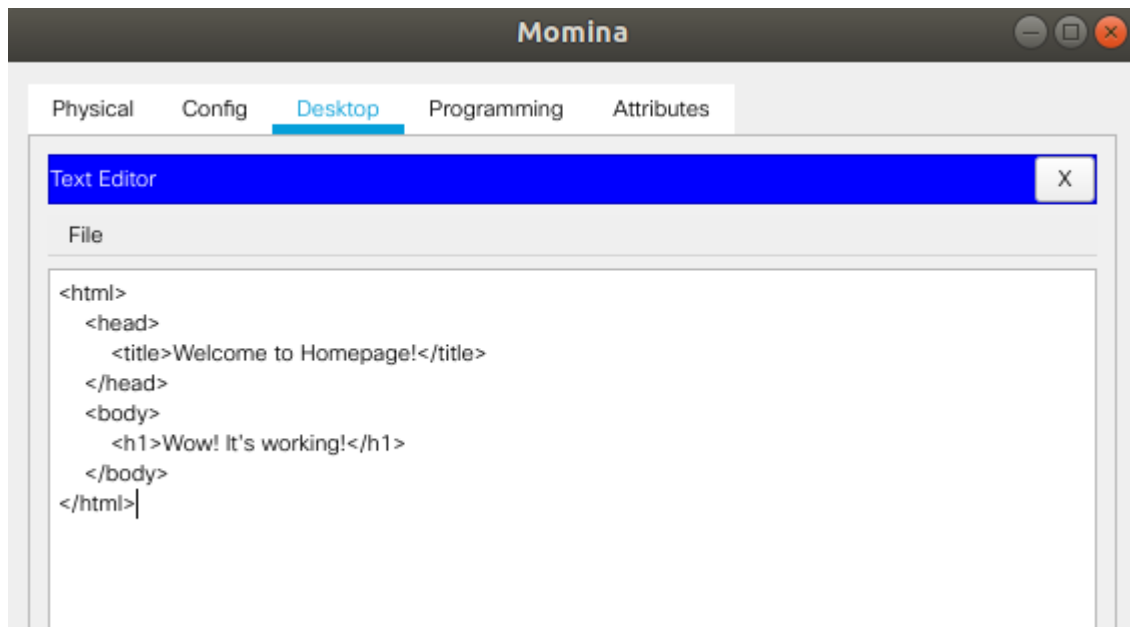 Momina
Physical Config Desktop Programming Attributes
Text Editor X
File
<html>
<head>
<title>Welcome to Homepage!</title>
</head>
<body>
<h1>Wow! It's working!</h1>
</body>
</html>